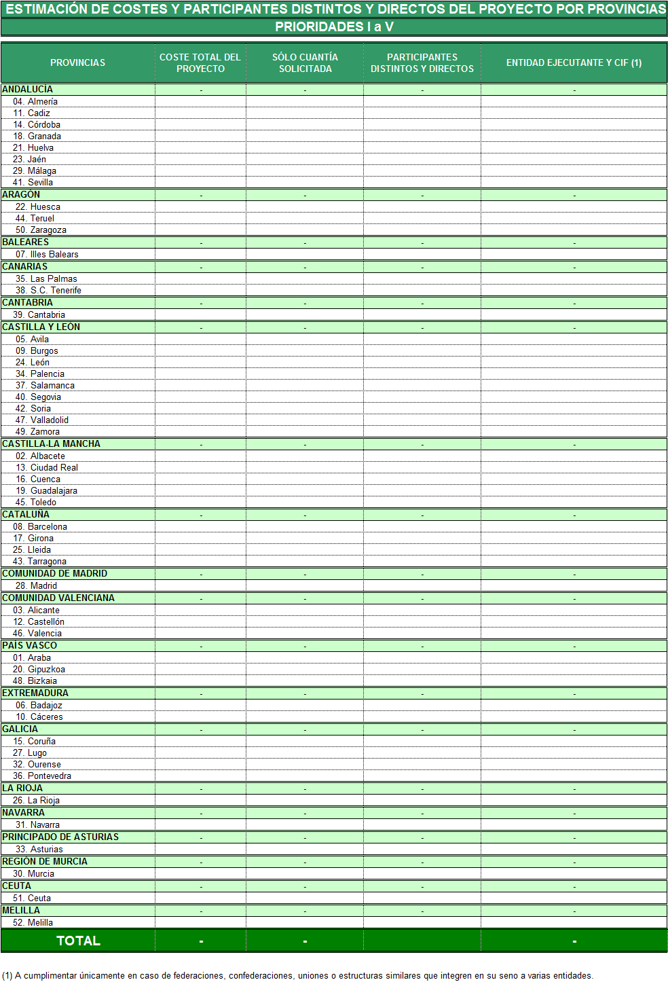 ESTIMACIÓN DE COSTES Y PARTICIPANTES DISTINTOS Y DIRECTOS DEL PROYECTO POR PROVINCIAS
PRIORIDADES I a V
PROVINCIAS COSTE TOTAL DEL PROYECTO SÓLO CUANTÍA SOLICITADA PARTICIPANTES DISTINTOS Y DIRECTOS ENTIDAD EJECUTANTE Y CIF (1)
ANDALUCÍA - - - -
04. Almería
11. Cadiz
14. Córdoba
18. Granada
21. Huelva
23. Jaén
29. Málaga
41. Sevilla
ARAGÓN - - - -
22. Huesca
44. Teruel
50. Zaragoza
BALEARES - - - -
07. Illes Balears
CANARIAS - - - -
35. Las Palmas
38. S.C. Tenerife
CANTABRIA - - - -
39. Cantabria
CASTILLA Y LEÓN - - - -
05. Avila
09. Burgos
24. León
34. Palencia
37. Salamanca
40. Segovia
42. Soria
47. Valladolid
49. Zamora
CASTILLA-LA MANCHA - - - -
02. Albacete
13. Ciudad Real
16. Cuenca
19. Guadalajara
45. Toledo
CATALUÑA - - - -
08. Barcelona
17. Girona
25. Lleida
43. Tarragona
COMUNIDAD DE MADRID - - - -
28. Madrid
COMUNIDAD VALENCIANA - - - -
03. Alicante
12. Castellón
46. Valencia
PAÍS VASCO - - - -
01. Araba
20. Gipuzkoa
48. Bizkaia
EXTREMADURA - - - -
06. Badajoz
10. Cáceres
GALICIA - - - -
15. Coruña
27. Lugo
32. Ourense
36. Pontevedra
LA RIOJA - - - -
26. La Rioja
NAVARRA - - - -
31. Navarra
PRINCIPADO DE ASTURIAS - - - -
33. Asturias
REGIÓN DE MURCIA - - - -
30. Murcia
CEUTA - - - -
51. Ceuta
MELILLA - - - -
52. Melilla
TOTAL - - -
(1) A cumplimentar únicamente en caso de federaciones, confederaciones, uniones o estructuras similares que integren en su seno a varias entidades.